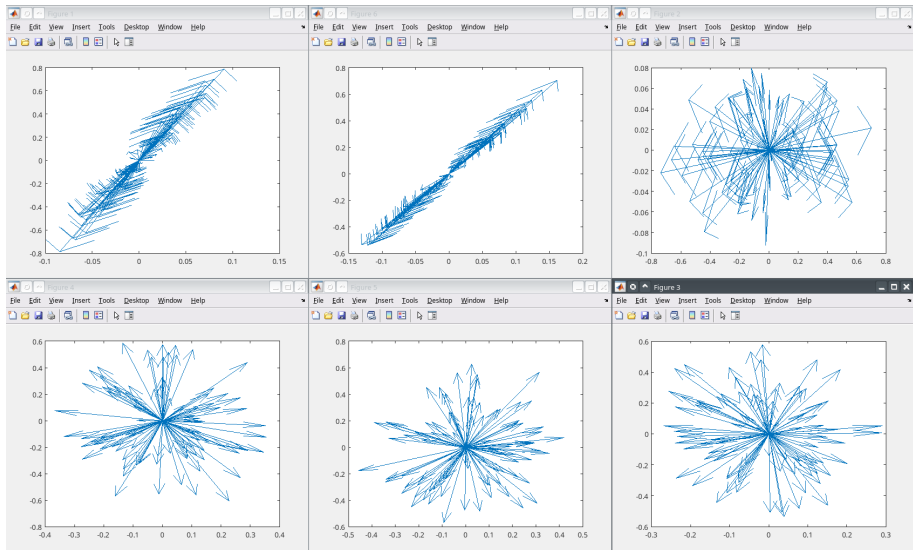 Figure 1
File Edit View Insert Tools Desktop Window Help
0.8
0.6
0.4
0.2
0
-0.2
-0.4
-0.6
-0.8
-0.1 -0.05 0 0.05 0.1 0.15
Figure 6
File Edit View Insert Tools Desktop Window Help
0.8
0.6
0.4
0.2
0
-0.2
-0.4
-0.6
-0.15 -0.1 -0.05 0 0.05 0.1 0.15 0.2
Figure 2
File Edit View Insert Tools Desktop Window Help
0.08
0.06
0.04
0.02
0
-0.02
-0.04
-0.06
-0.08
-0.1
-0.8 -0.6 -0.4 -0.2 0 0.2 0.4 0.6 0.8
Figure 4
File Edit View Insert Tools Desktop Window Help
0.6
0.4
0.2
0
-0.2
-0.4
-0.6
-0.8
-0.4 -0.3 -0.2 -0.1 0 0.1 0.2 0.3 0.4
Figure 5
File Edit View Insert Tools Desktop Window Help
0.8
0.6
0.4
0.2
0
-0.2
-0.4
-0.6
-0.5 -0.4 -0.3 -0.2 -0.1 0 0.1 0.2 0.3 0.4 0.5
Figure 3
File Edit View Insert Tools Desktop Window Help
0.6
0.4
0.2
0
-0.2
-0.4
-0.6
-0.3 -0.2 -0.1 0 0.1 0.2 0.3